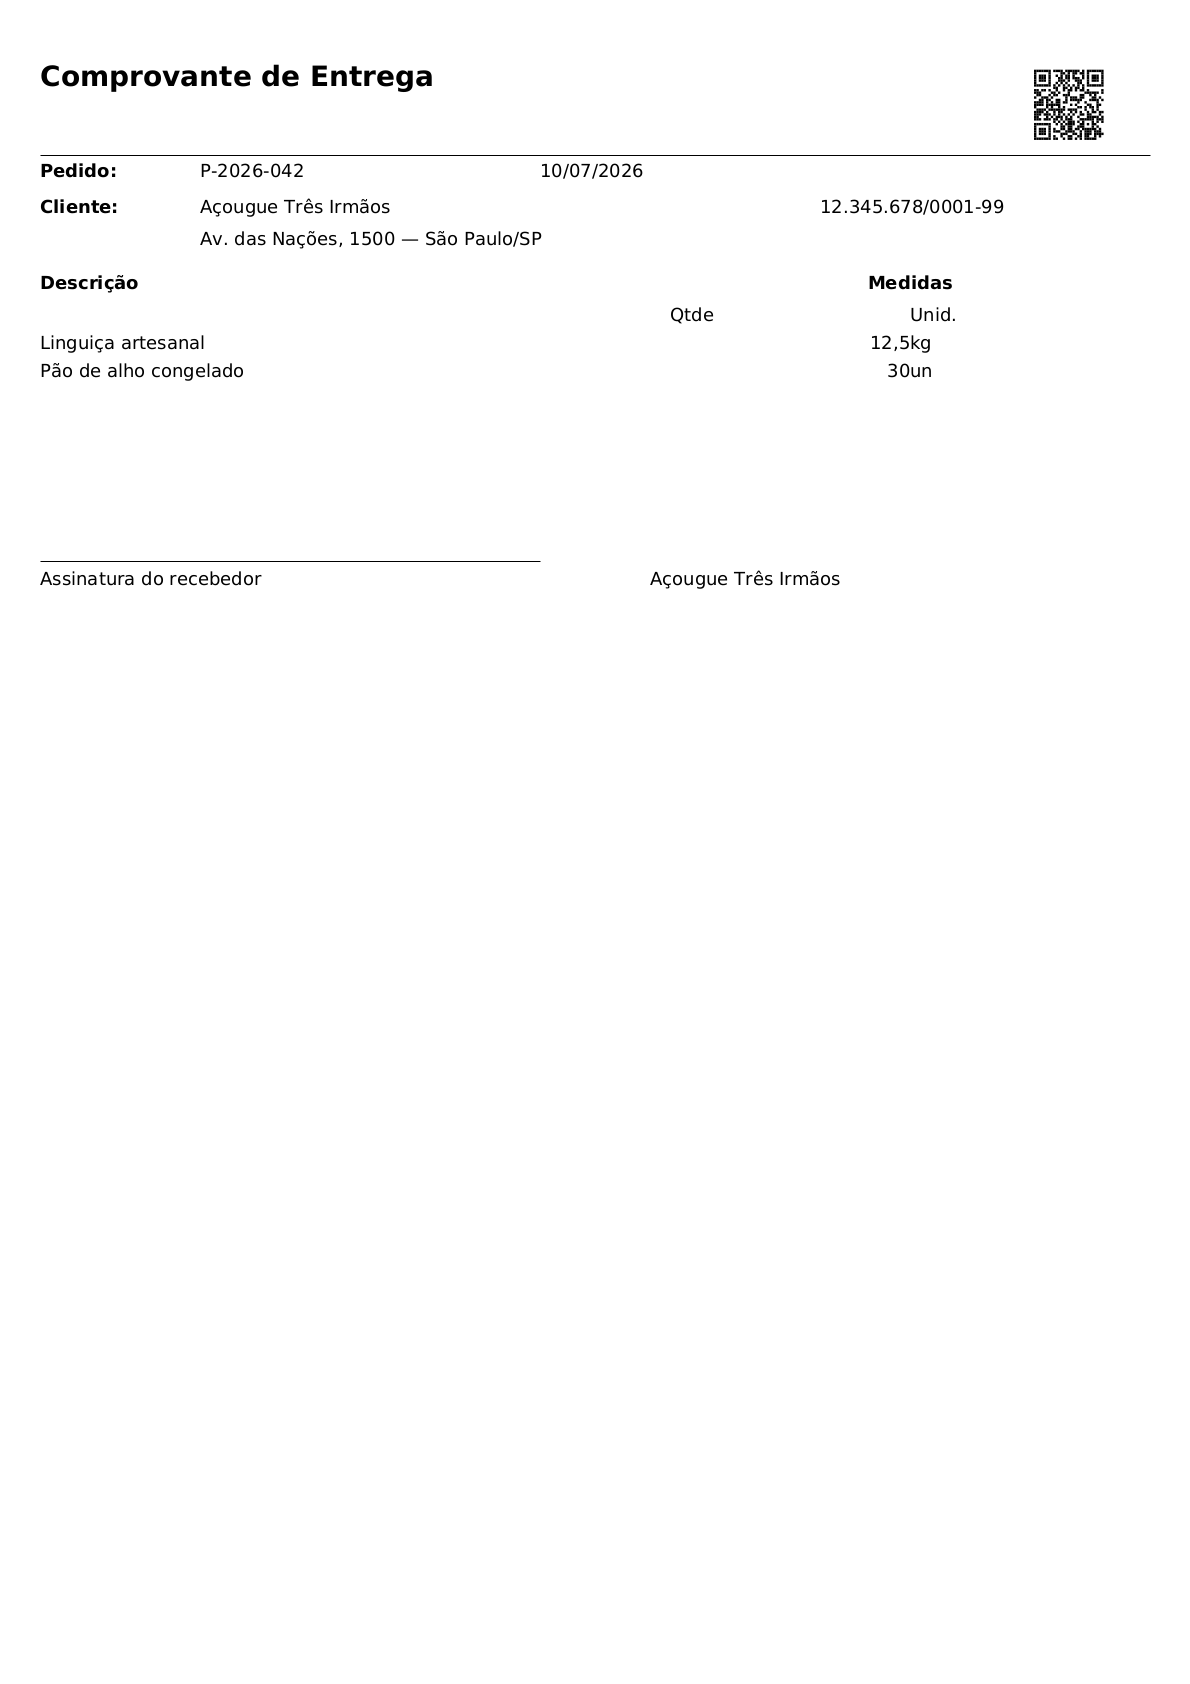 Comprovante de Entrega
Pedido: P-2026-042 10/07/2026
Cliente: Açougue Três Irmãos 12.345.678/0001-99
Av. das Nações, 1500 — São Paulo/SP
Descrição Medidas
Qtde Unid.
Linguiça artesanal 12,5kg
Pão de alho congelado 30un
Assinatura do recebedor Açougue Três Irmãos